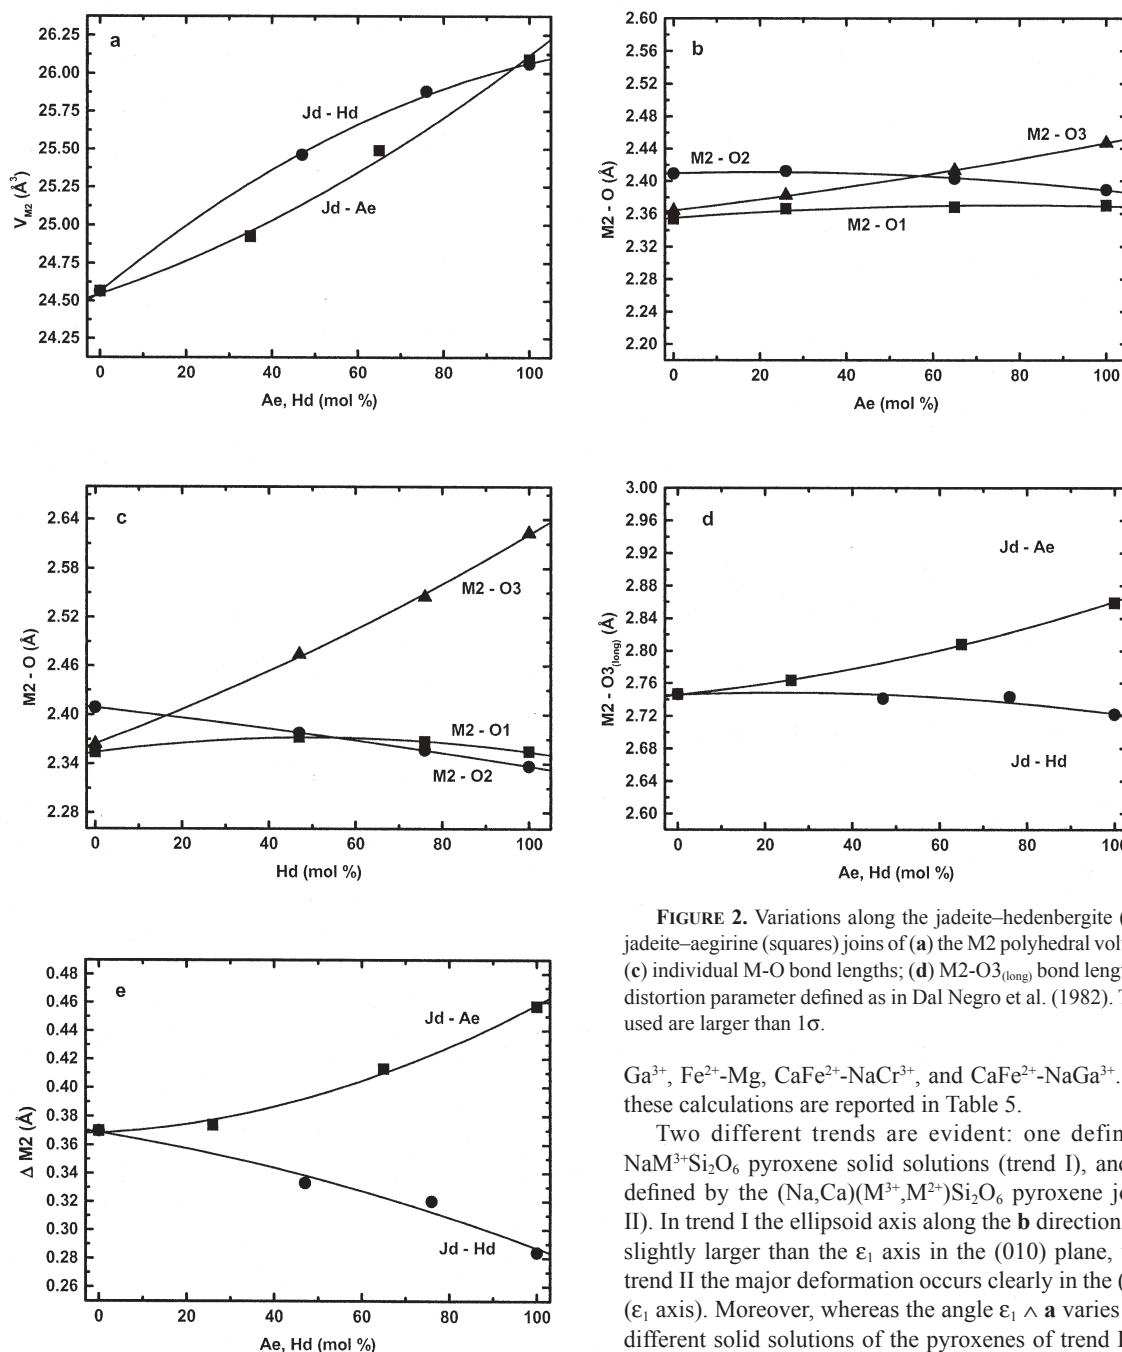 a
26.25
26.00
25.75
25.50
25.25
25.00
24.75
24.50
24.25
V_M2 (Å³)
Jd - Hd
Jd - Ae
0 20 40 60 80 100
Ae, Hd (mol %)
b
2.60
2.56
2.52
2.48
2.44
2.40
2.36
2.32
2.28
2.24
2.20
M2 - O (Å)
M2 - O3
M2 - O2
M2 - O1
0 20 40 60 80 100
Ae (mol %)
c
2.64
2.58
2.52
2.46
2.40
2.34
2.28
M2 - O (Å)
M2 - O3
M2 - O1
M2 - O2
0 20 40 60 80 100
Hd (mol %)
d
3.00
2.96
2.92
2.88
2.84
2.80
2.76
2.72
2.68
2.64
2.60
M2 - O3(long) (Å)
Jd - Ae
Jd - Hd
0 20 40 60 80 100
Ae, Hd (mol %)
e
0.48
0.46
0.44
0.42
0.40
0.38
0.36
0.34
0.32
0.30
0.28
0.26
Δ M2 (Å)
Jd - Ae
Jd - Hd
0 20 40 60 80 100
Ae, Hd (mol %)
FIGURE 2. Variations along the jadeite–hedenbergite (
jadeite–aegirine (squares) joins of (a) the M2 polyhedral vol
(c) individual M-O bond lengths; (d) M2-O3(long) bond leng
distortion parameter defined as in Dal Negro et al. (1982). T
used are larger than 1σ.
Ga³⁺, Fe²⁺-Mg, CaFe²⁺-NaCr³⁺, and CaFe²⁺-NaGa³⁺.
these calculations are reported in Table 5.
Two different trends are evident: one defin
NaM³⁺Si₂O₆ pyroxene solid solutions (trend I), and
defined by the (Na,Ca)(M³⁺,M²⁺)Si₂O₆ pyroxene jo
II). In trend I the ellipsoid axis along the b direction
slightly larger than the ε₁ axis in the (010) plane,
trend II the major deformation occurs clearly in the (
(ε₁ axis). Moreover, whereas the angle ε₁ ∧ a varies
different solid solutions of the pyroxenes of trend I